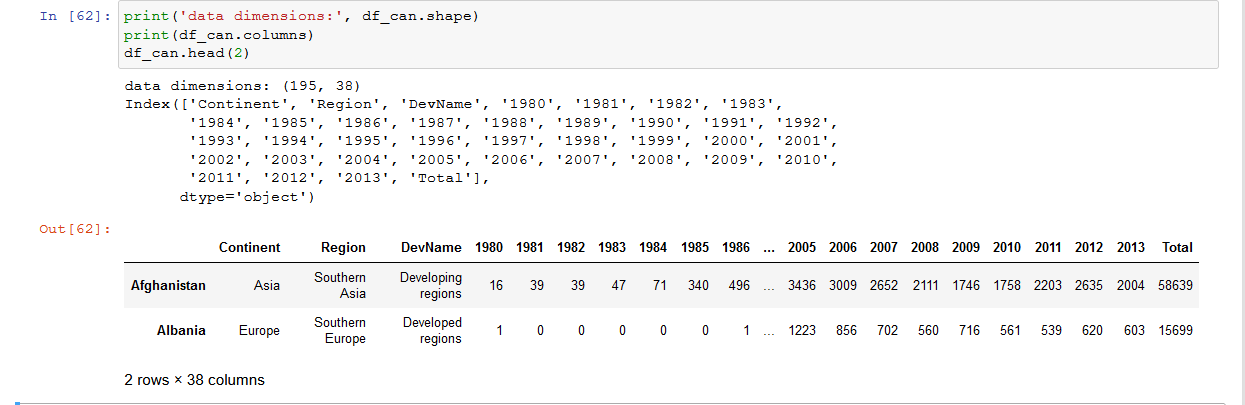 In [62]: print('data dimensions:', df_can.shape)
print(df_can.columns)
df_can.head(2)
data dimensions: (195, 38)
Index(['Continent', 'Region', 'DevName', '1980', '1981', '1982', '1983',
'1984', '1985', '1986', '1987', '1988', '1989', '1990', '1991', '1992',
'1993', '1994', '1995', '1996', '1997', '1998', '1999', '2000', '2001',
'2002', '2003', '2004', '2005', '2006', '2007', '2008', '2009', '2010',
'2011', '2012', '2013', 'Total'],
dtype='object')
Out[62]:
Continent Region DevName 1980 1981 1982 1983 1984 1985 1986 ... 2005 2006 2007 2008 2009 2010 2011 2012 2013 Total
Afghanistan Asia Southern Asia Developing regions 16 39 39 47 71 340 496 ... 3436 3009 2652 2111 1746 1758 2203 2635 2004 58639
Albania Europe Southern Europe Developed regions 1 0 0 0 0 0 1 ... 1223 856 702 560 716 561 539 620 603 15699
2 rows × 38 columns